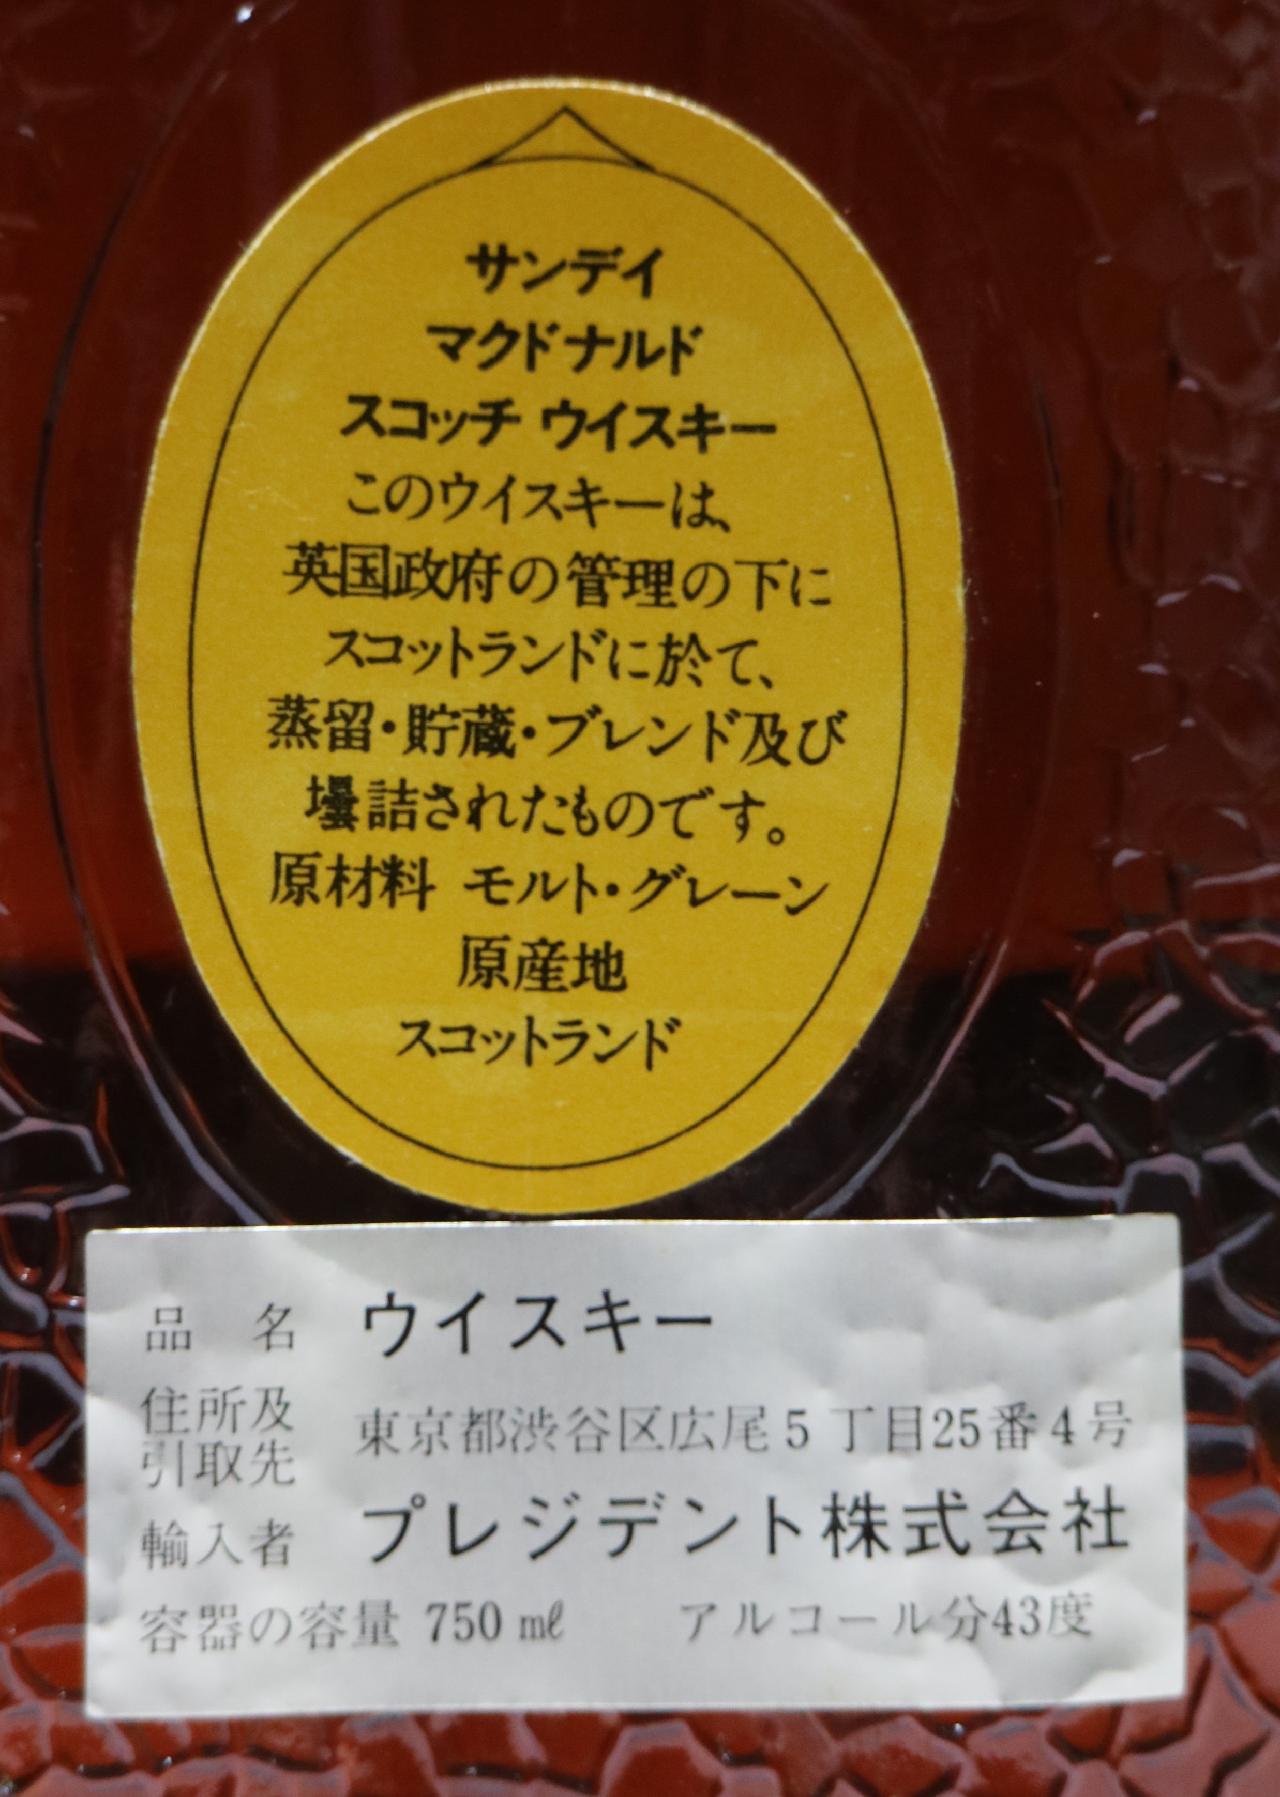 サンデイ
マクドナルド
スコッチ ウイスキー
このウイスキーは、
英国政府の管理の下に
スコットランドに於て、
蒸留・貯蔵・ブレンド及び
壜詰されたものです。
原材料 モルト・グレーン
原産地
スコットランド
品 名 ウイスキー
住所及
引取先 東京都渋谷区広尾5丁目25番4号
輸入者 プレジデント株式会社
容器の容量 750㎖ アルコール分43度